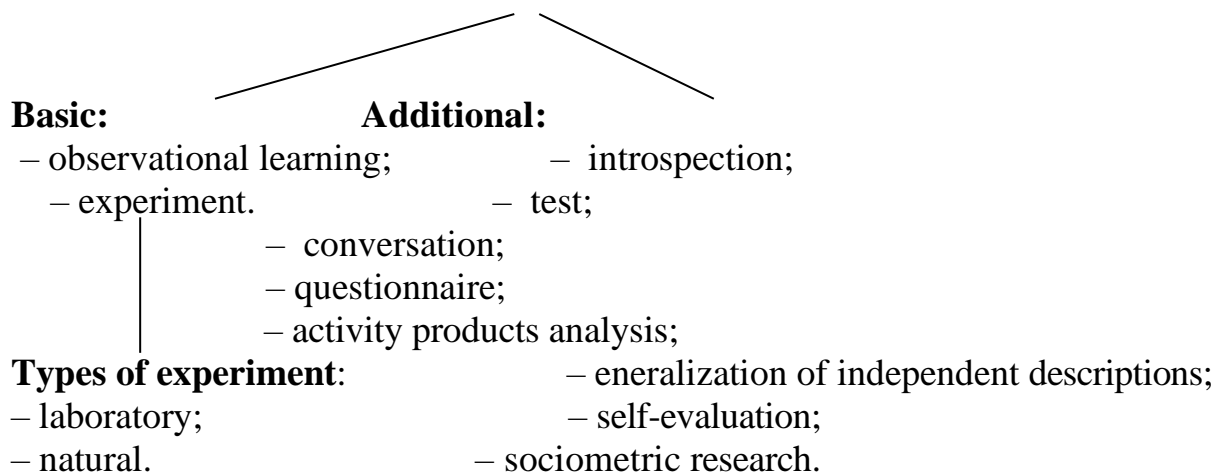 Basic: Additional:
– observational learning; – introspection;
– experiment. – test;
– conversation;
– questionnaire;
– activity products analysis;
Types of experiment: – eneralization of independent descriptions;
– laboratory; – self-evaluation;
– natural. – sociometric research.